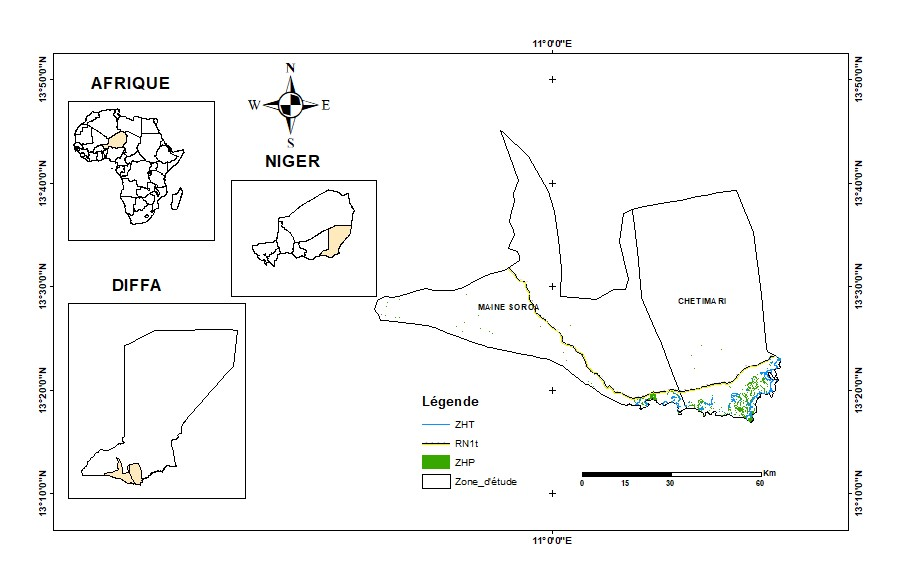 11°0'0"E
13°50'0"N
13°50'0"N
AFRIQUE
N
W
E
S
NIGER
13°40'0"N
13°40'0"N
DIFFA
13°30'0"N
13°30'0"N
MAINE SOROA
CHETIMARI
13°20'0"N
13°20'0"N
Légende
ZHT
RN1t
ZHP
Zone_d'étude
Km
0 15 30 60
13°10'0"N
13°10'0"N
11°0'0"E